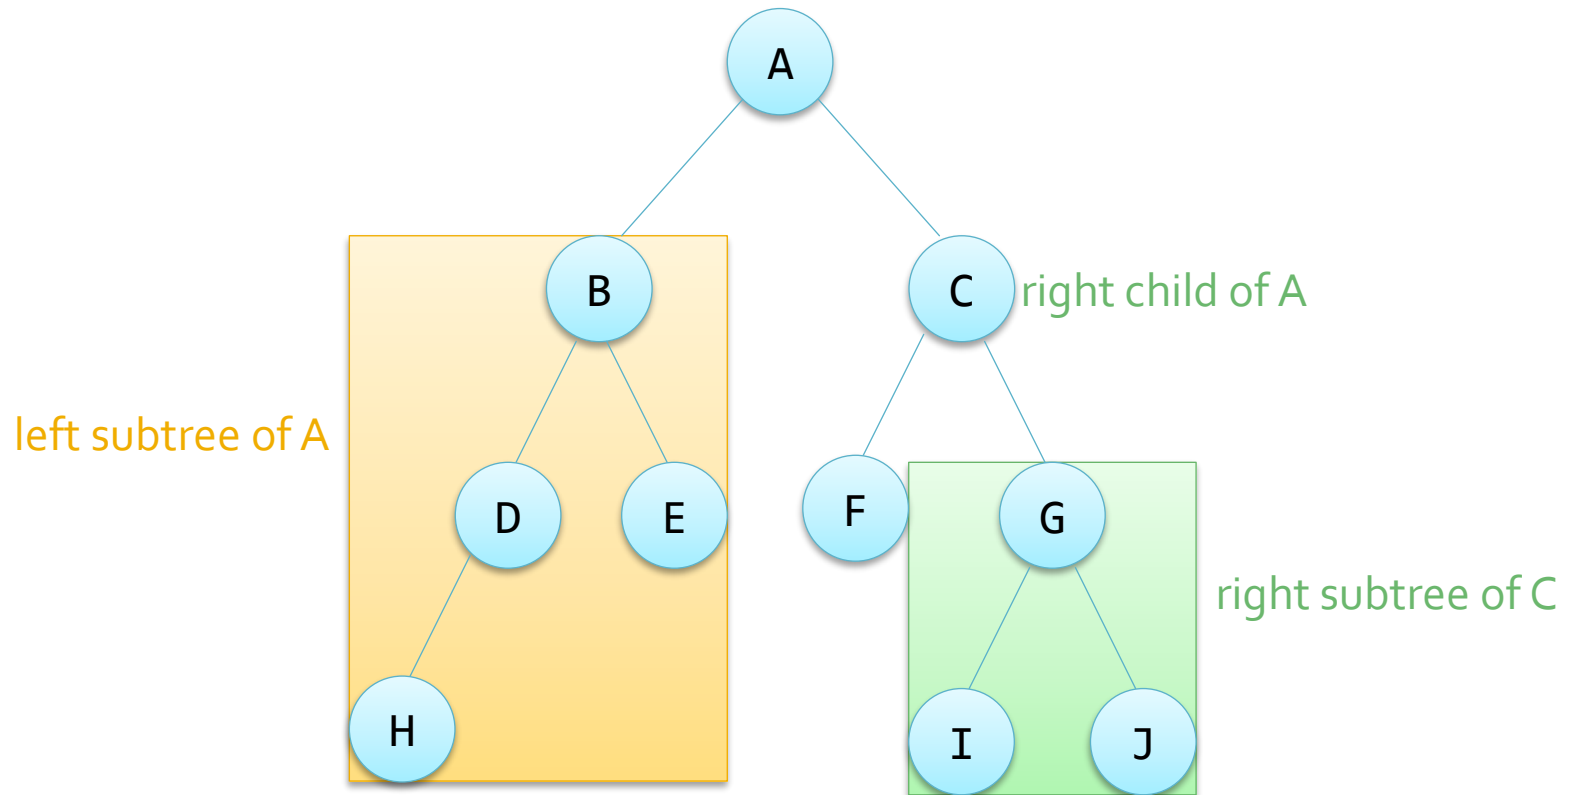 A
B
C right child of A
left subtree of A
D
E
F
G
right subtree of C
H
I
J